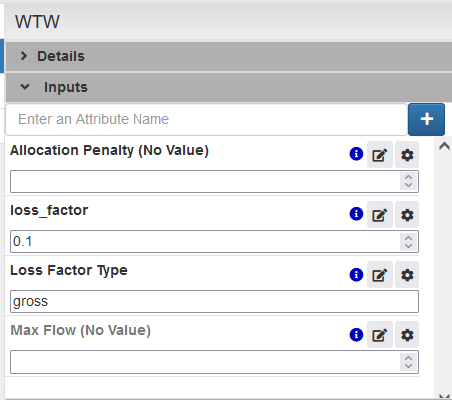 WTW
Details
Inputs
Enter an Attribute Name
Allocation Penalty (No Value)
loss_factor
0.1
Loss Factor Type
gross
Max Flow (No Value)